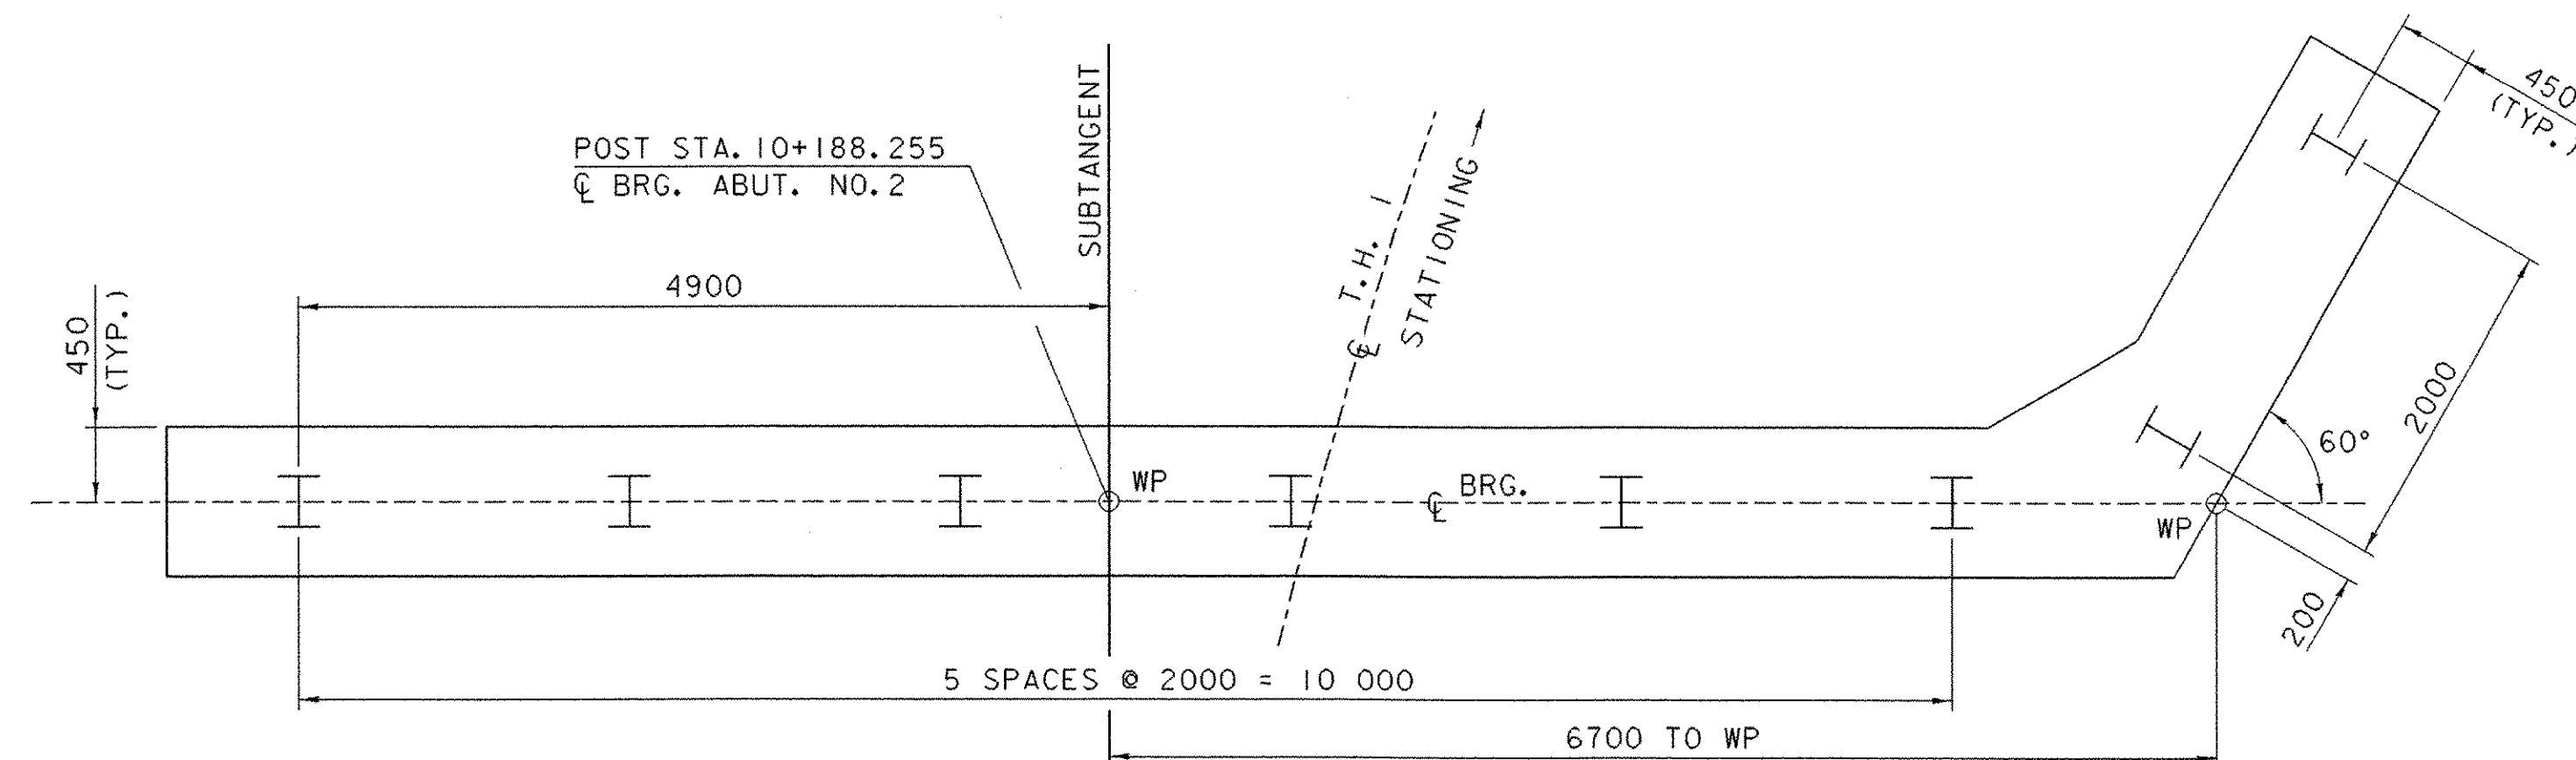 POST STA. 10+188.255
℄ BRG. ABUT. NO. 2
SUBTANGENT
℄ T.H. 1
STATIONING
450
(TYP.)
4900
450
(TYP.)
2000
60°
WP
℄ BRG.
WP
200
5 SPACES @ 2000 = 10 000
6700 TO WP